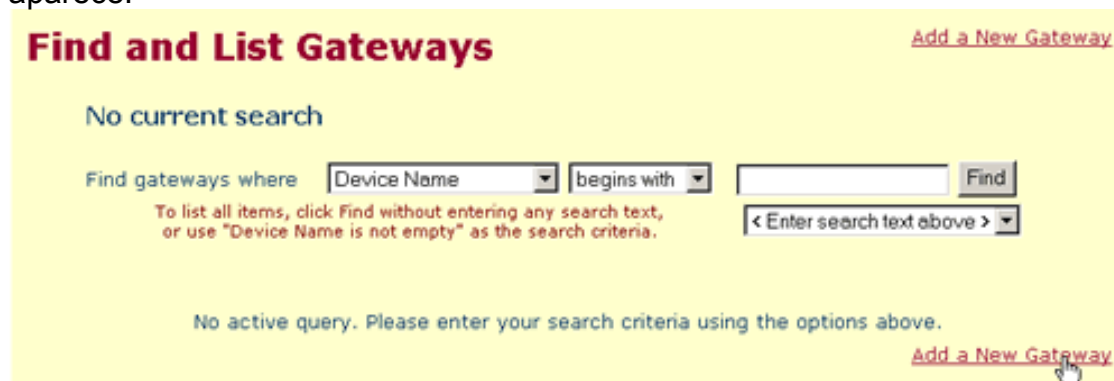 aparece.
Find and List Gateways
Add a New Gateway
No current search
Find gateways where Device Name begins with Find
To list all items, click Find without entering any search text,
or use "Device Name is not empty" as the search criteria.
< Enter search text above >
No active query. Please enter your search criteria using the options above.
Add a New Gateway